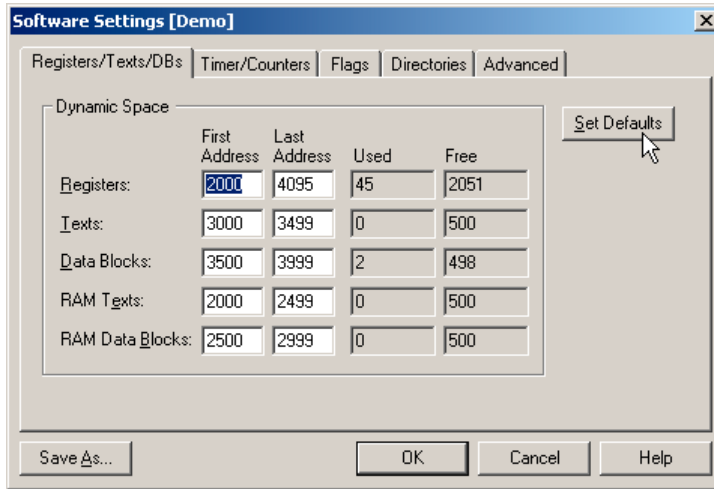 Software Settings [Demo]
Registers/Texts/DBs Timer/Counters Flags Directories Advanced
Dynamic Space
Set Defaults
First Address Last Address Used Free
Registers: 2000 4095 45 2051
Texts: 3000 3499 0 500
Data Blocks: 3500 3999 2 498
RAM Texts: 2000 2499 0 500
RAM Data Blocks: 2500 2999 0 500
Save As... OK Cancel Help